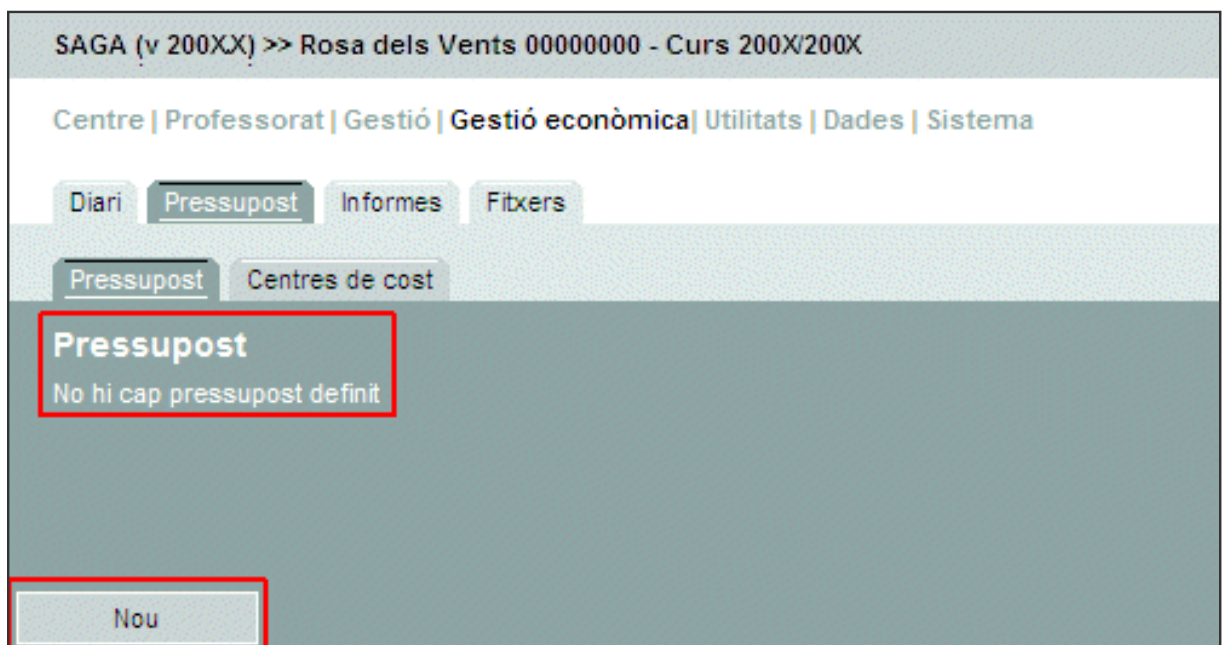 SAGA (v 200X.X) >> Rosa dels Vents 00000000 - Curs 200X/200X
Centre | Professorat | Gestió | Gestió econòmica| Utilitats | Dades | Sistema
Diari Pressupost Informes Fitxers
Pressupost Centres de cost
Pressupost
No hi cap pressupost definit
Nou